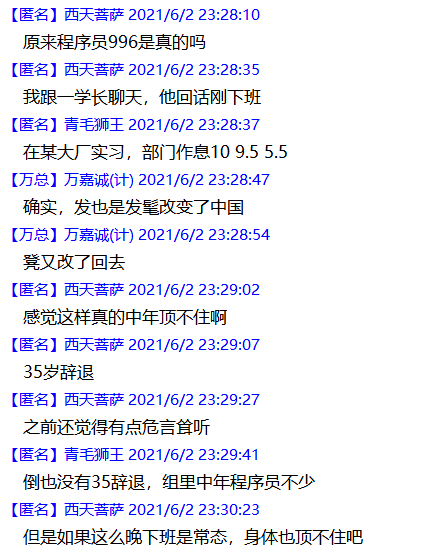 【匿名】西天菩萨 2021/6/2 23:28:10
原来程序员996是真的吗
【匿名】西天菩萨 2021/6/2 23:28:35
我跟一学长聊天，他回话刚下班
【匿名】青毛狮王 2021/6/2 23:28:37
在某大厂实习，部门作息10 9.5 5.5
【万总】万嘉诚(计) 2021/6/2 23:28:47
确实，发也是发髦改变了中国
【万总】万嘉诚(计) 2021/6/2 23:28:54
凳又改了回去
【匿名】西天菩萨 2021/6/2 23:29:02
感觉这样真的中年顶不住啊
【匿名】西天菩萨 2021/6/2 23:29:07
35岁辞退
【匿名】西天菩萨 2021/6/2 23:29:27
之前还觉得有点危言耸听
【匿名】青毛狮王 2021/6/2 23:29:41
倒也没有35辞退，组里中年程序员不少
【匿名】西天菩萨 2021/6/2 23:30:23
但是如果这么晚下班是常态，身体也顶不住吧